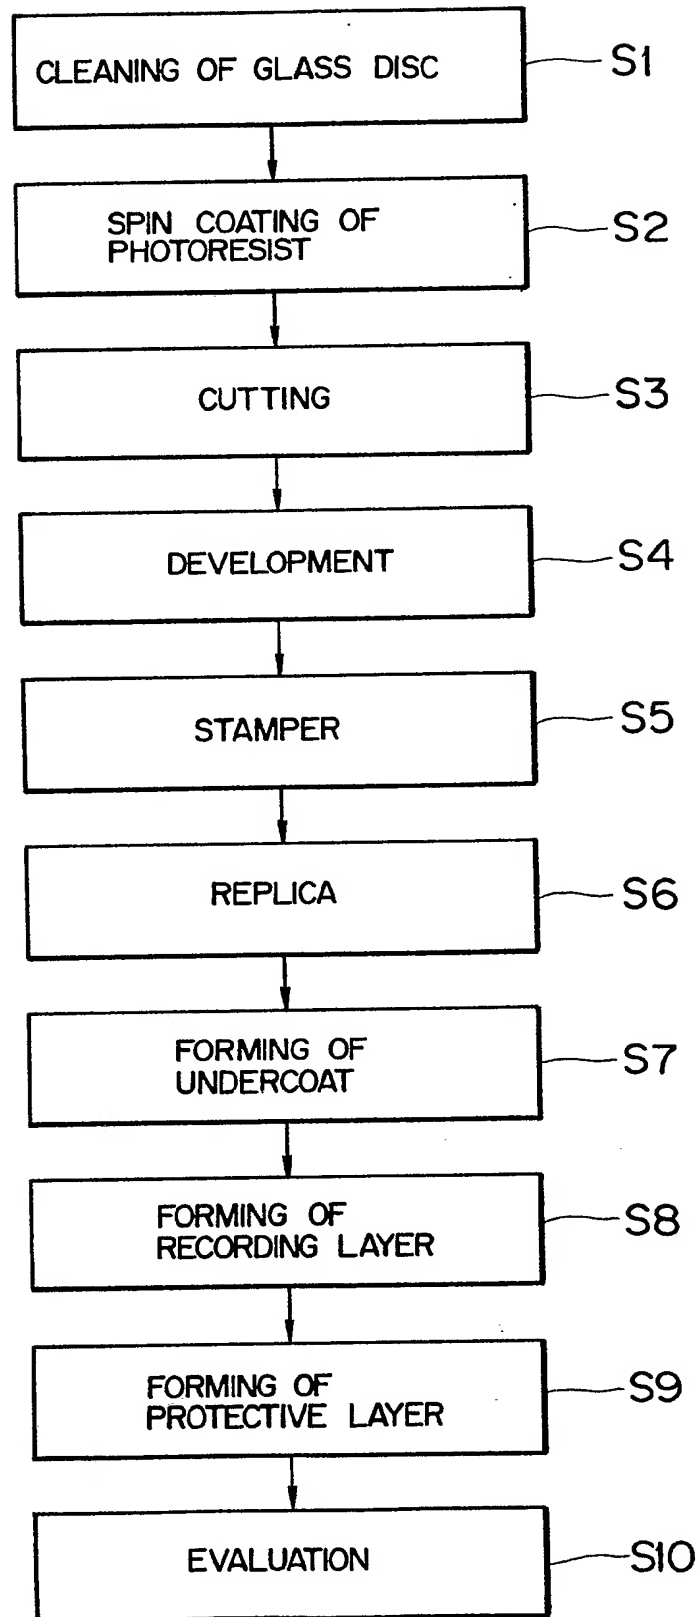 CLEANING OF GLASS DISC S1
SPIN COATING OF
PHOTORESIST S2
CUTTING S3
DEVELOPMENT S4
STAMPER S5
REPLICA S6
FORMING OF
UNDERCOAT S7
FORMING OF
RECORDING LAYER S8
FORMING OF
PROTECTIVE LAYER S9
EVALUATION S10